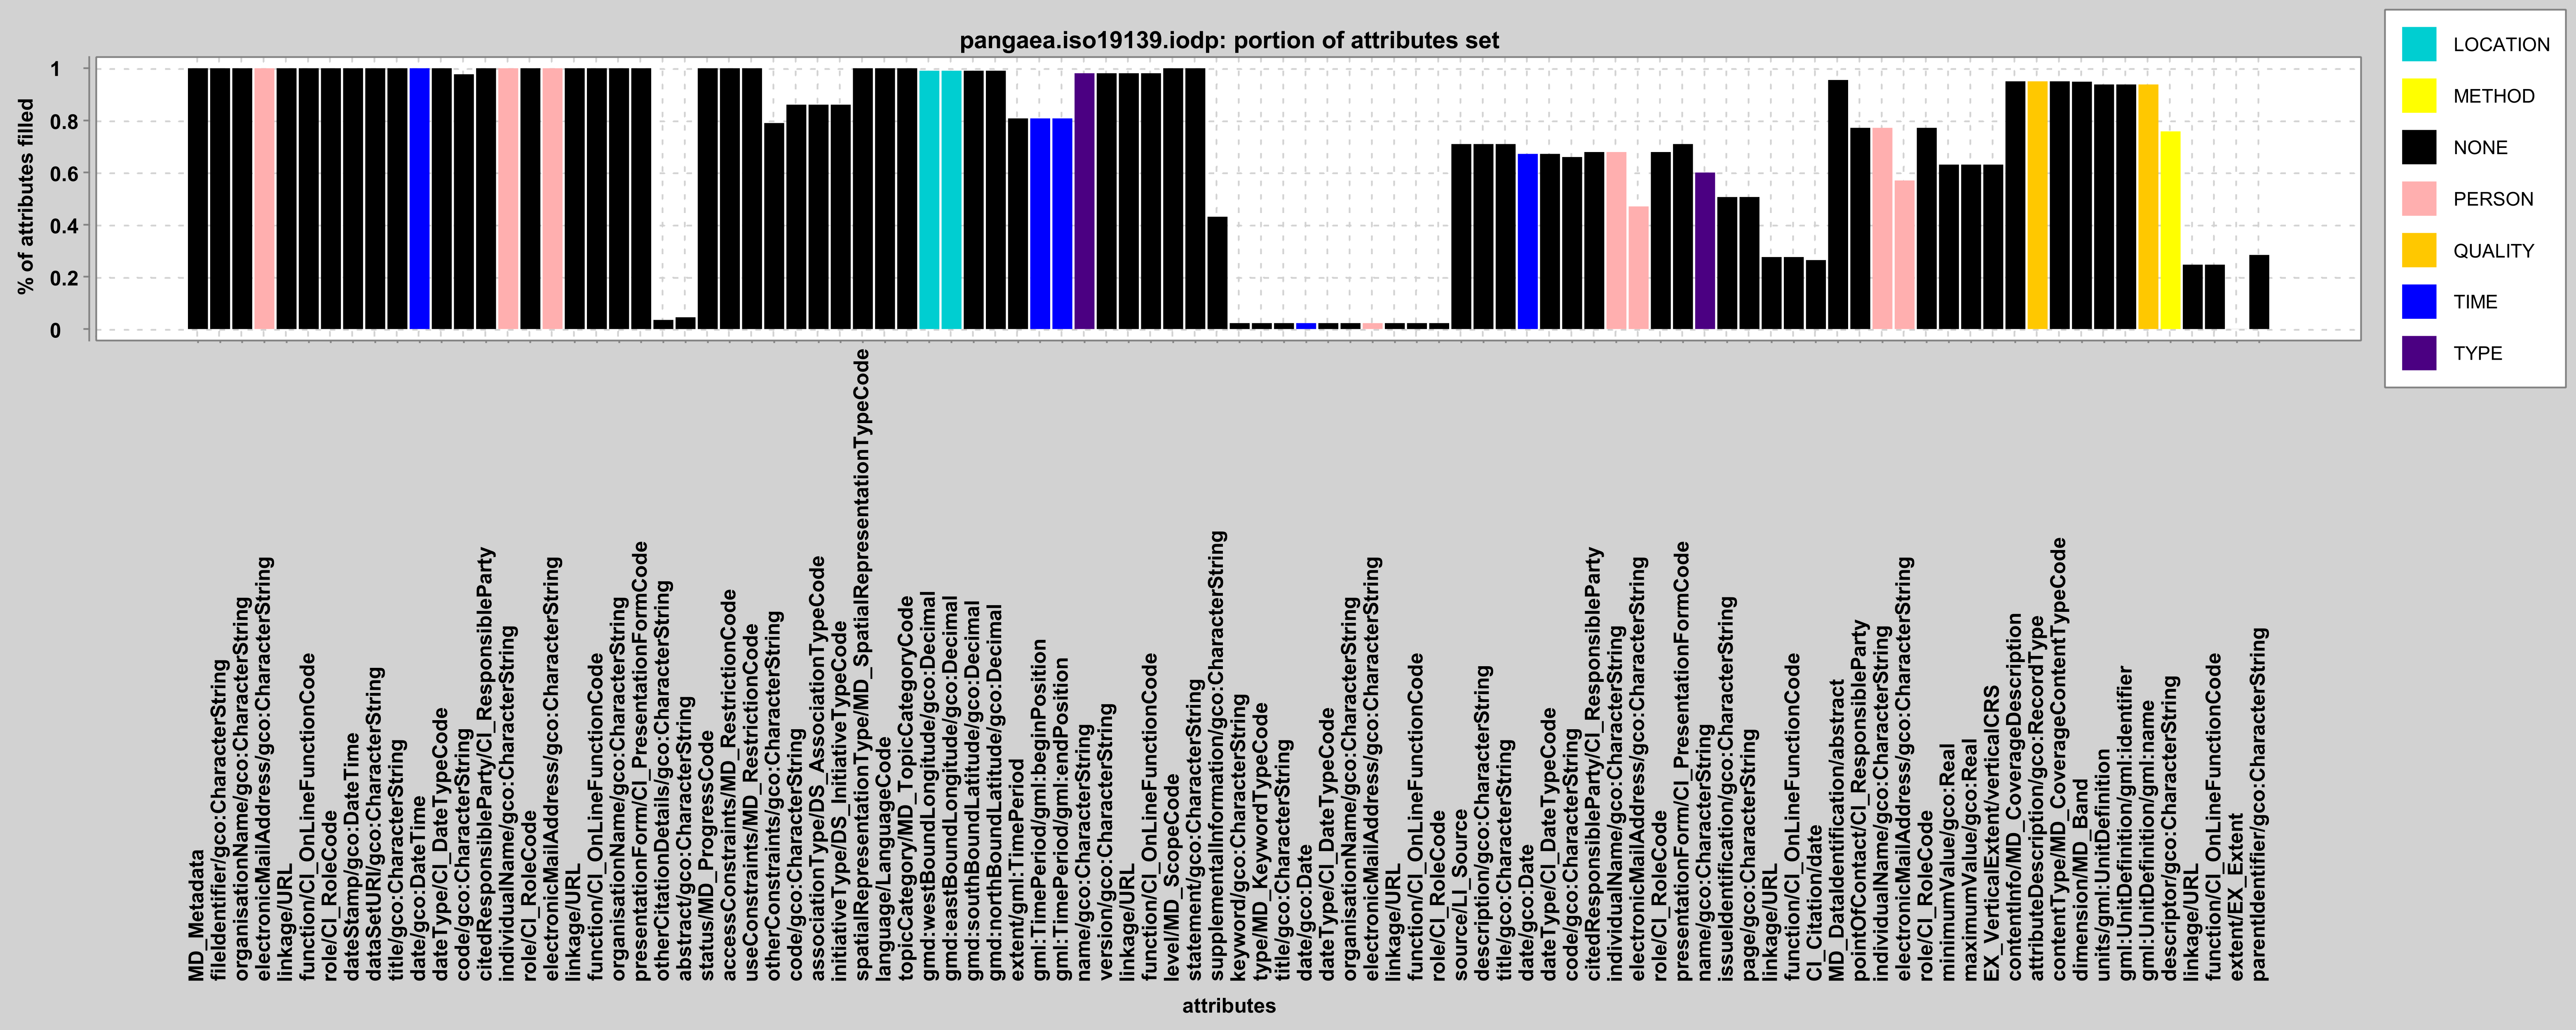 pangaea.iso19139.iodp: portion of attributes set
% of attributes filled
1
0.8
0.6
0.4
0.2
0
MD_Metadata
fileIdentifier/gco:CharacterString
organisationName/gco:CharacterString
electronicMailAddress/gco:CharacterString
linkage/URL
function/CI_OnLineFunctionCode
role/CI_RoleCode
dateStamp/gco:DateTime
dataSetURI/gco:CharacterString
title/gco:CharacterString
date/gco:DateTime
dateType/CI_DateTypeCode
code/gco:CharacterString
citedResponsibleParty/CI_ResponsibleParty
individualName/gco:CharacterString
role/CI_RoleCode
electronicMailAddress/gco:CharacterString
linkage/URL
function/CI_OnLineFunctionCode
organisationName/gco:CharacterString
presentationForm/CI_PresentationFormCode
otherCitationDetails/gco:CharacterString
abstract/gco:CharacterString
status/MD_ProgressCode
accessConstraints/MD_RestrictionCode
useConstraints/MD_RestrictionCode
otherConstraints/gco:CharacterString
code/gco:CharacterString
associationType/DS_AssociationTypeCode
initiativeType/DS_InitiativeTypeCode
spatialRepresentationType/MD_SpatialRepresentationTypeCode
language/LanguageCode
topicCategory/MD_TopicCategoryCode
gmd:westBoundLongitude/gco:Decimal
gmd:eastBoundLongitude/gco:Decimal
gmd:southBoundLatitude/gco:Decimal
gmd:northBoundLatitude/gco:Decimal
extent/gml:TimePeriod
gml:TimePeriod/gml:beginPosition
gml:TimePeriod/gml:endPosition
name/gco:CharacterString
version/gco:CharacterString
linkage/URL
function/CI_OnLineFunctionCode
level/MD_ScopeCode
statement/gco:CharacterString
supplementalInformation/gco:CharacterString
keyword/gco:CharacterString
type/MD_KeywordTypeCode
title/gco:CharacterString
date/gco:Date
dateType/CI_DateTypeCode
organisationName/gco:CharacterString
electronicMailAddress/gco:CharacterString
linkage/URL
function/CI_OnLineFunctionCode
role/CI_RoleCode
source/LI_Source
description/gco:CharacterString
title/gco:CharacterString
date/gco:Date
dateType/CI_DateTypeCode
code/gco:CharacterString
citedResponsibleParty/CI_ResponsibleParty
individualName/gco:CharacterString
electronicMailAddress/gco:CharacterString
role/CI_RoleCode
presentationForm/CI_PresentationFormCode
name/gco:CharacterString
issueIdentification/gco:CharacterString
page/gco:CharacterString
linkage/URL
function/CI_OnLineFunctionCode
CI_Citation/date
MD_DataIdentification/abstract
pointOfContact/CI_ResponsibleParty
individualName/gco:CharacterString
electronicMailAddress/gco:CharacterString
role/CI_RoleCode
minimumValue/gco:Real
maximumValue/gco:Real
EX_VerticalExtent/verticalCRS
contentInfo/MD_CoverageDescription
attributeDescription/gco:RecordType
contentType/MD_CoverageContentTypeCode
dimension/MD_Band
units/gml:UnitDefinition
gml:UnitDefinition/gml:identifier
gml:UnitDefinition/gml:name
descriptor/gco:CharacterString
linkage/URL
function/CI_OnLineFunctionCode
extent/EX_Extent
parentIdentifier/gco:CharacterString
attributes
LOCATION
METHOD
NONE
PERSON
QUALITY
TIME
TYPE